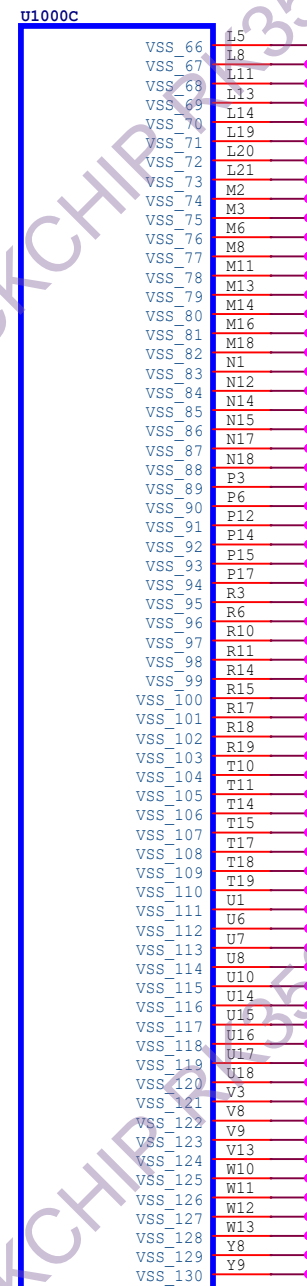 U1000C
VSS_66 L5
VSS_67 L8
VSS_68 L11
VSS_69 L13
VSS_70 L14
VSS_71 L19
VSS_72 L20
VSS_73 L21
VSS_74 M2
VSS_75 M3
VSS_76 M6
VSS_77 M8
VSS_78 M11
VSS_79 M13
VSS_80 M14
VSS_81 M16
VSS_82 M18
VSS_83 N1
VSS_84 N12
VSS_85 N14
VSS_86 N15
VSS_87 N17
VSS_88 N18
VSS_89 P3
VSS_90 P6
VSS_91 P12
VSS_92 P14
VSS_93 P15
VSS_94 P17
VSS_95 R3
VSS_96 R6
VSS_97 R10
VSS_98 R11
VSS_99 R14
VSS_100 R15
VSS_101 R17
VSS_102 R18
VSS_103 R19
VSS_104 T10
VSS_105 T11
VSS_106 T14
VSS_107 T15
VSS_108 T17
VSS_109 T18
VSS_110 T19
VSS_111 U1
VSS_112 U6
VSS_113 U7
VSS_114 U8
VSS_115 U10
VSS_116 U14
VSS_117 U15
VSS_118 U16
VSS_119 U17
VSS_120 U18
VSS_121 V3
VSS_122 V8
VSS_123 V9
VSS_124 V13
VSS_125 W10
VSS_126 W11
VSS_127 W12
VSS_128 W13
VSS_129 Y8
VSS_130 Y9